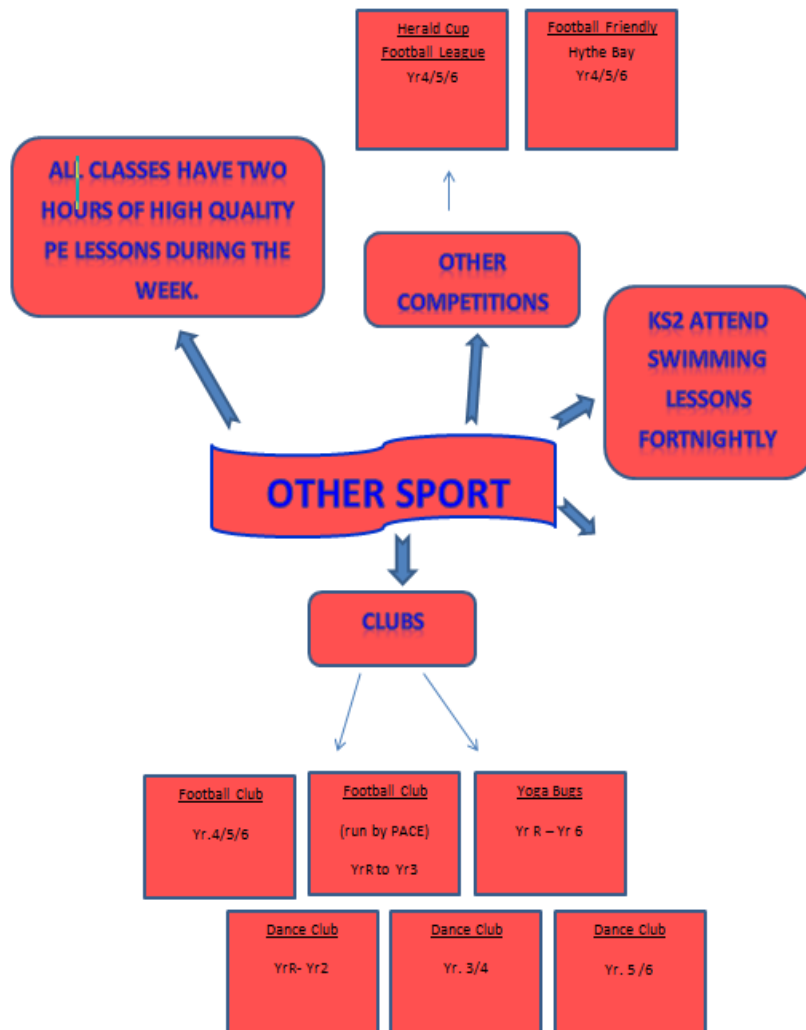 Herald Cup
Football League
Yr4/5/6
Football Friendly
Hythe Bay
Yr4/5/6
ALL CLASSES HAVE TWO
HOURS OF HIGH QUALITY
PE LESSONS DURING THE
WEEK.
OTHER
COMPETITIONS
KS2 ATTEND
SWIMMING
LESSONS
FORTNIGHTLY
OTHER SPORT
CLUBS
Football Club
Yr.4/5/6
Football Club
(run by PACE)
YrR to Yr3
Yoga Bugs
Yr R – Yr 6
Dance Club
YrR- Yr2
Dance Club
Yr. 3/4
Dance Club
Yr. 5 /6